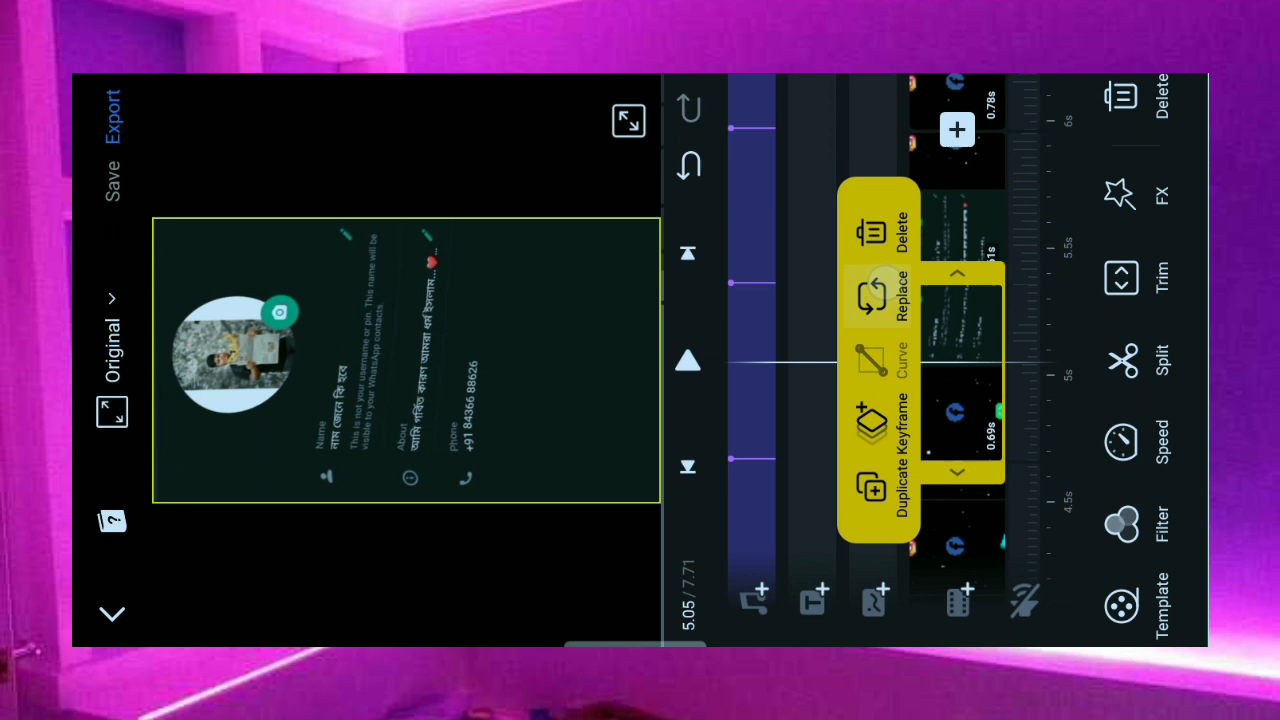 Original
Save
Export
Name
নাম জেনে কি হবে
This is not your username or pin. This name will be
visible to your WhatsApp contacts.
About
আমি গর্বিত কারণ আমরা ধর্ম ইসলাম...❤️..
Phone
+91 84366 88626
5.05 / 7.71
Duplicate
Keyframe
Curve
Replace
Delete
0.69s
0.78s
4.5s
5s
5.5s
6s
Template
Filter
Speed
Split
Trim
FX
Delete